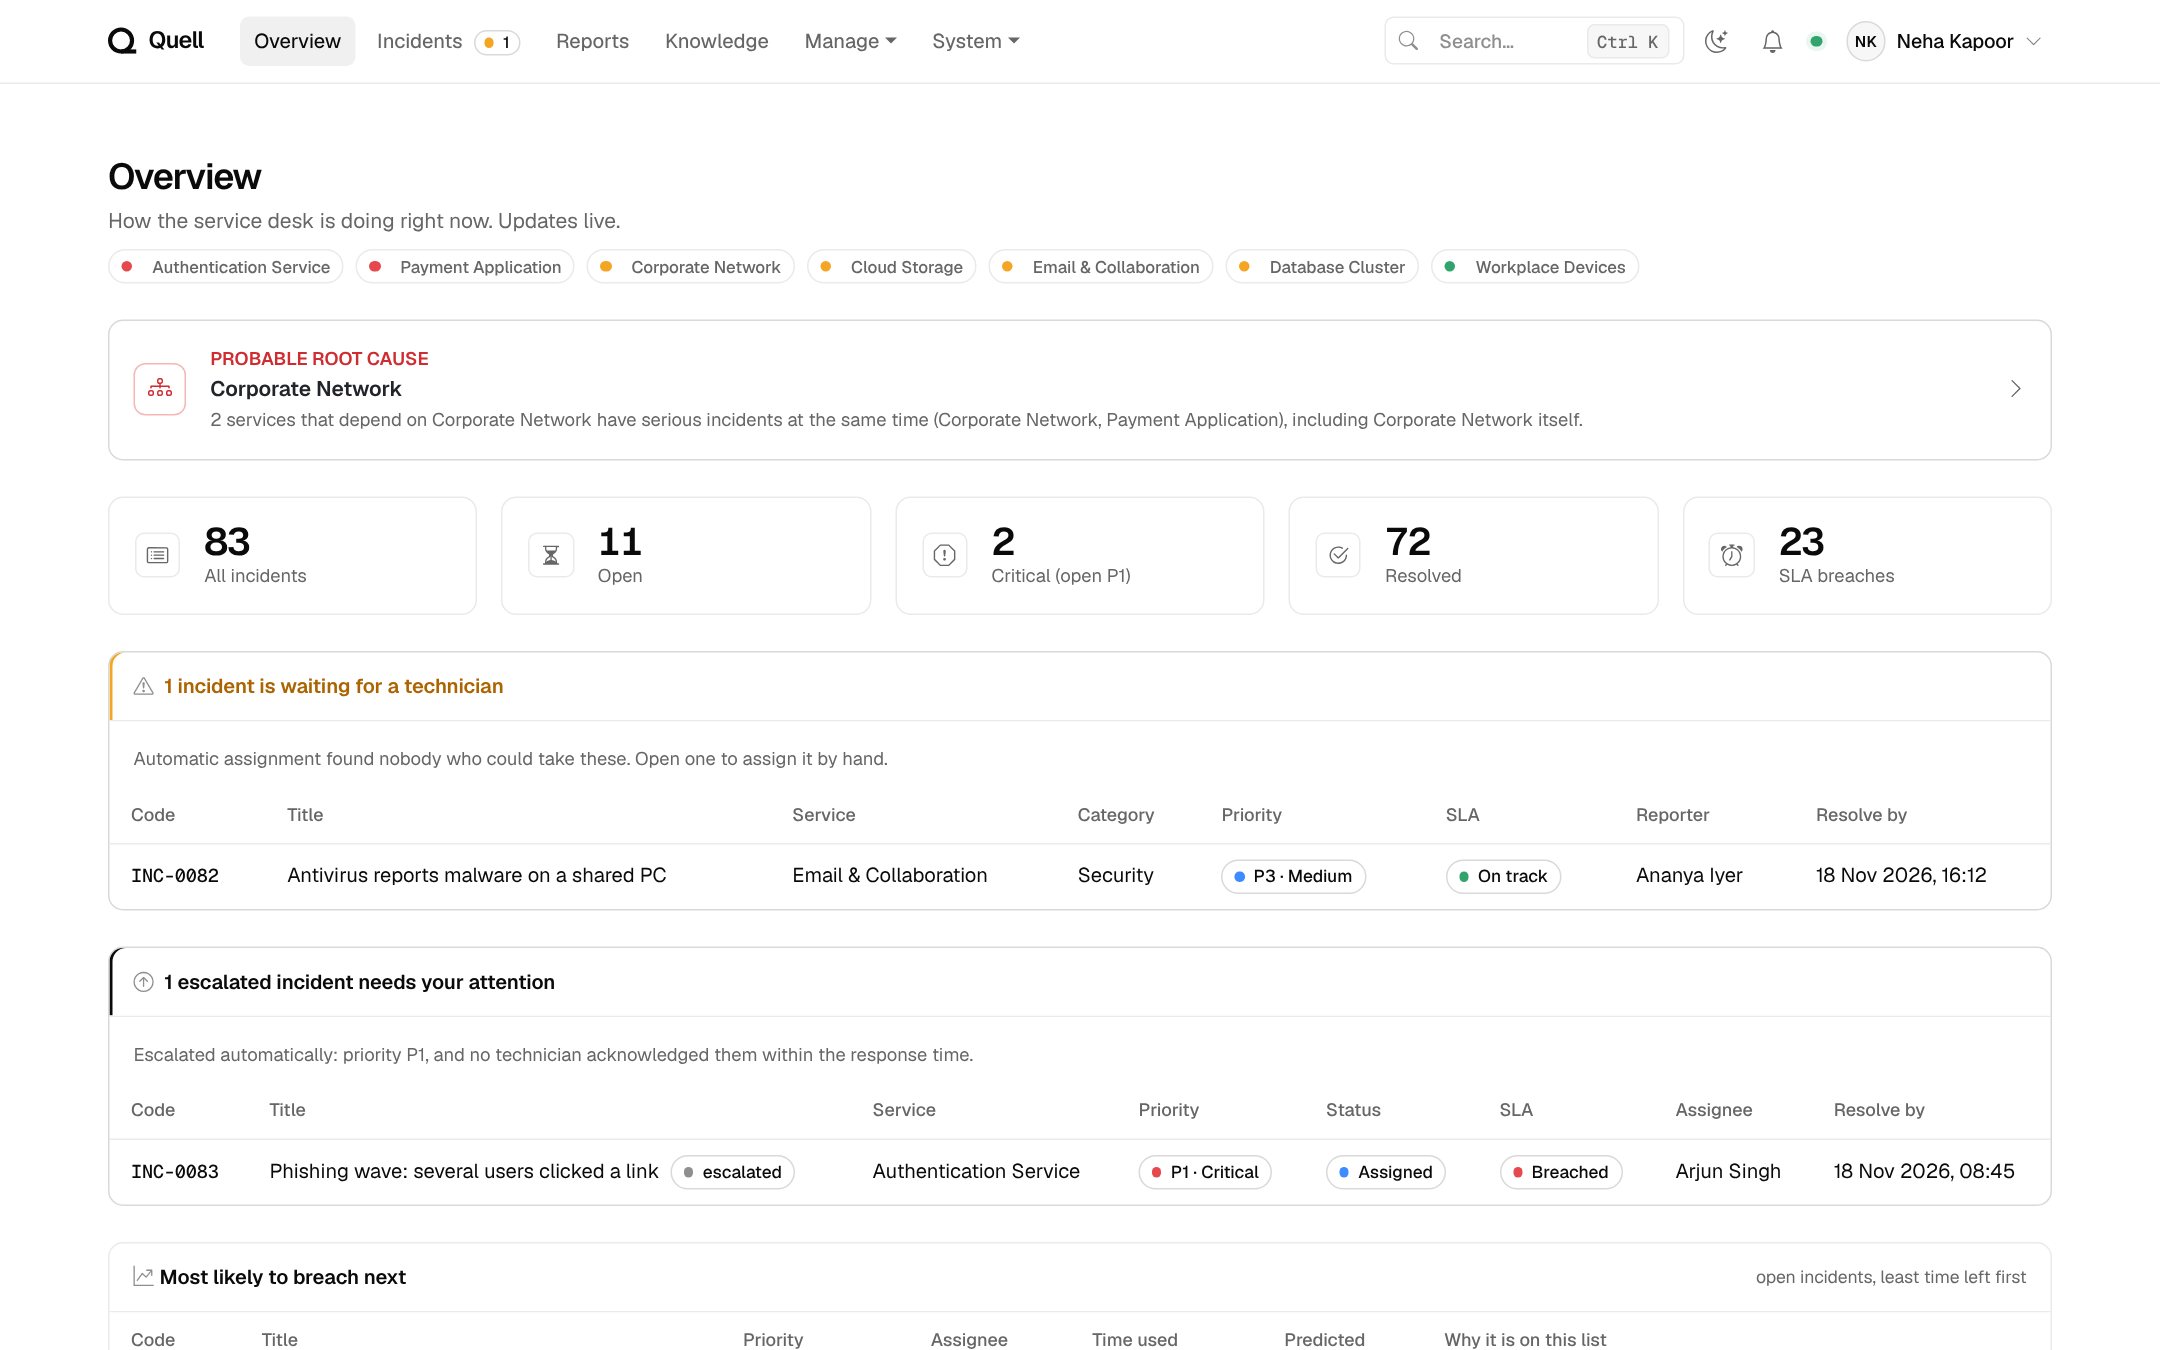 Quell Overview Incidents 1 Reports Knowledge Manage System Search... Ctrl K NK Neha Kapoor
Overview
How the service desk is doing right now. Updates live.
Authentication Service Payment Application Corporate Network Cloud Storage Email & Collaboration Database Cluster Workplace Devices
PROBABLE ROOT CAUSE
Corporate Network
2 services that depend on Corporate Network have serious incidents at the same time (Corporate Network, Payment Application), including Corporate Network itself.
83 11 2 72 23
All incidents Open Critical (open P1) Resolved SLA breaches
1 incident is waiting for a technician
Automatic assignment found nobody who could take these. Open one to assign it by hand.
Code Title Service Category Priority SLA Reporter Resolve by
INC-0082 Antivirus reports malware on a shared PC Email & Collaboration Security P3 · Medium On track Ananya Iyer 18 Nov 2026, 16:12
1 escalated incident needs your attention
Escalated automatically: priority P1, and no technician acknowledged them within the response time.
Code Title Service Priority Status SLA Assignee Resolve by
INC-0083 Phishing wave: several users clicked a link escalated Authentication Service P1 · Critical Assigned Breached Arjun Singh 18 Nov 2026, 08:45
Most likely to breach next open incidents, least time left first
Code Title Priority Assignee Time used Predicted Why it is on this list